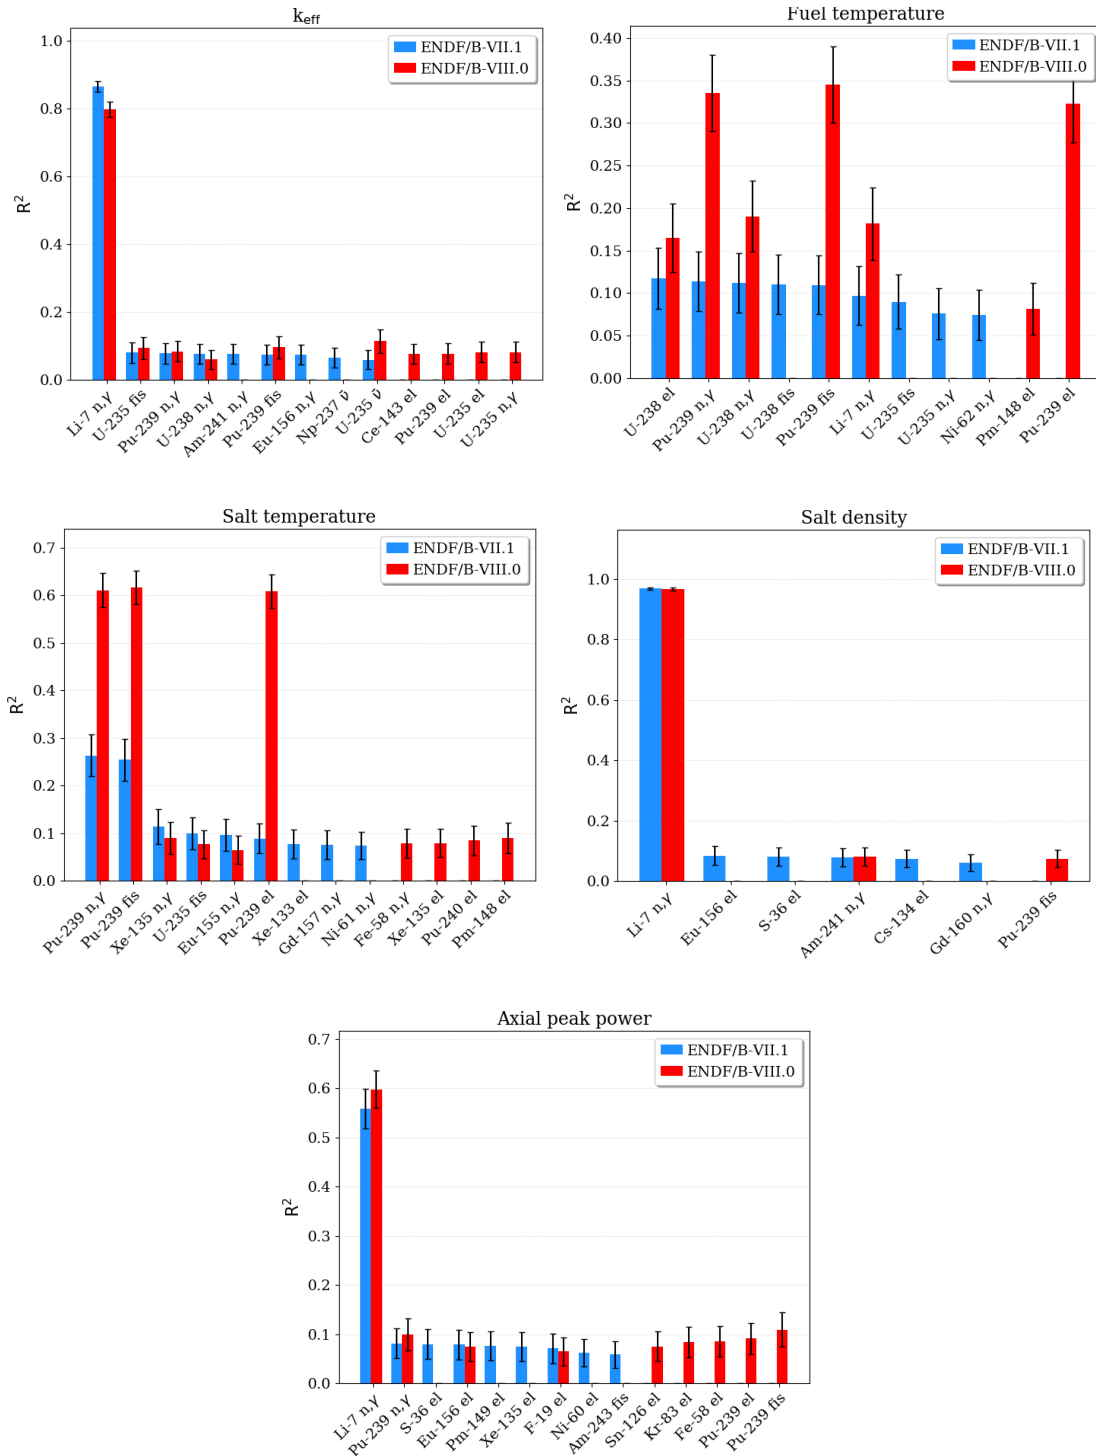 k_eff
ENDF/B-VII.1
ENDF/B-VIII.0
R²
1.0
0.8
0.6
0.4
0.2
0.0
Li-7 n,γ
U-235 fis
Pu-239 n,γ
U-238 n,γ
Am-241 n,γ
Pu-239 fis
Eu-156 n,γ
Np-237 ν̄
U-235 ν̄
Ce-143 el
Pu-239 el
U-235 el
U-235 n,γ
Fuel temperature
ENDF/B-VII.1
ENDF/B-VIII.0
R²
0.40
0.35
0.30
0.25
0.20
0.15
0.10
0.05
0.00
U-238 el
Pu-239 n,γ
U-238 n,γ
U-238 fis
Pu-239 fis
Li-7 n,γ
U-235 fis
U-235 n,γ
Ni-62 n,γ
Pm-148 el
Pu-239 el
Salt temperature
ENDF/B-VII.1
ENDF/B-VIII.0
R²
0.7
0.6
0.5
0.4
0.3
0.2
0.1
0.0
Pu-239 n,γ
Pu-239 fis
Xe-135 n,γ
U-235 fis
Eu-155 n,γ
Pu-239 el
Xe-133 el
Gd-157 n,γ
Ni-61 n,γ
Fe-58 n,γ
Xe-135 el
Pu-240 el
Pm-148 el
Salt density
ENDF/B-VII.1
ENDF/B-VIII.0
R²
1.0
0.8
0.6
0.4
0.2
0.0
Li-7 n,γ
Eu-156 el
S-36 el
Am-241 n,γ
Cs-134 el
Gd-160 n,γ
Pu-239 fis
Axial peak power
ENDF/B-VII.1
ENDF/B-VIII.0
R²
0.7
0.6
0.5
0.4
0.3
0.2
0.1
0.0
Li-7 n,γ
Pu-239 n,γ
S-36 el
Eu-156 el
Pm-149 el
Xe-135 el
F-19 el
Ni-60 el
Am-243 fis
Sn-126 el
Kr-83 el
Fe-58 el
Pu-239 el
Pu-239 fis